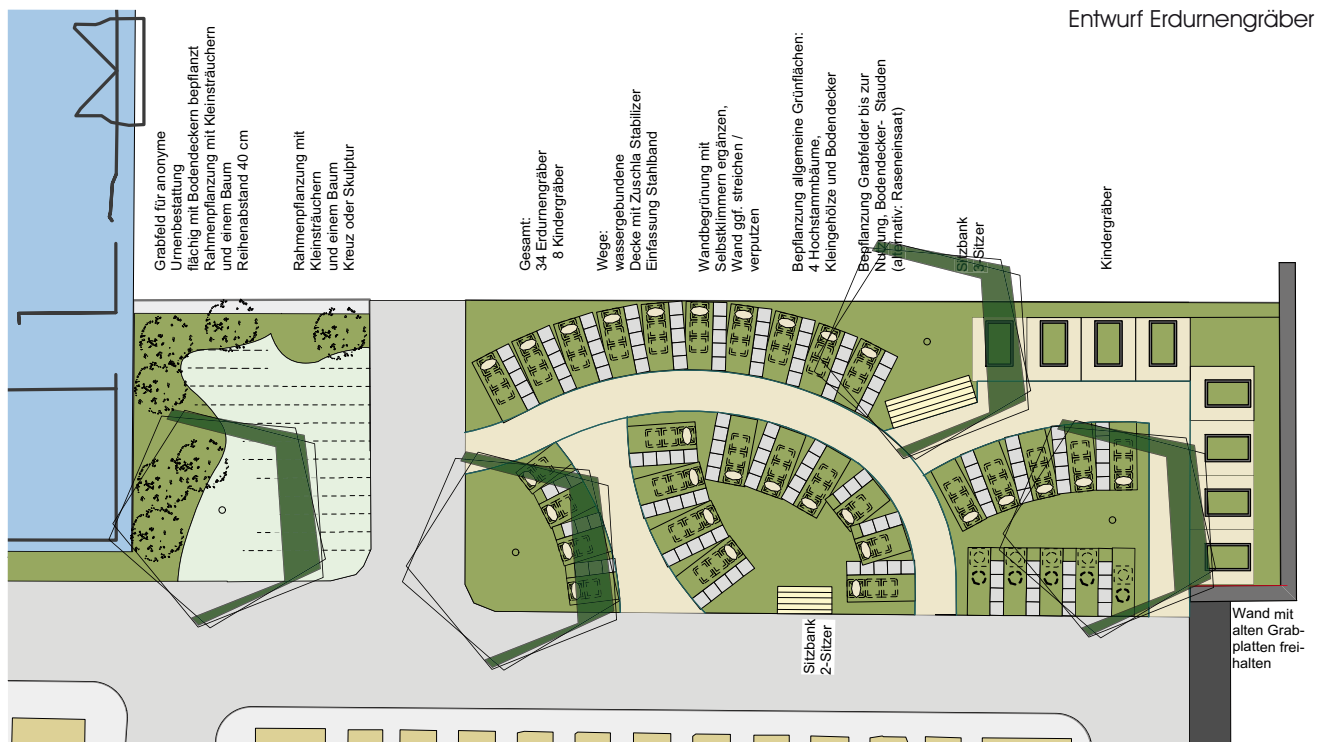 Entwurf Erdurnengräber
Grabfeld für anonyme
Urnenbestattung
flächig mit Bodendeckern bepflanzt
Rahmenpflanzung mit Kleinsträuchern
und einem Baum
Reihenabstand 40 cm
Rahmenpflanzung mit
Kleinsträuchern
und einem Baum
Kreuz oder Skulptur
Gesamt:
34 Erdurnengräber
8 Kindergräber
Wege:
wassergebundene
Decke mit Zuschla Stabilizer
Einfassung Stahlband
Wandbegrünung mit
Selbstklimmern ergänzen,
Wand ggf. streichen /
verputzen
Bepflanzung allgemeine Grünflächen:
4 Hochstammbäume,
Kleingehölze und Bodendecker
Bepflanzung Grabfelder bis zur
Nutzung, Bodendecker- Stauden
(alternativ: Raseneinsaat)
Sitzbank
3-Sitzer
Kindergräber
Sitzbank
2-Sitzer
Wand mit
alten Grab-
platten frei-
halten